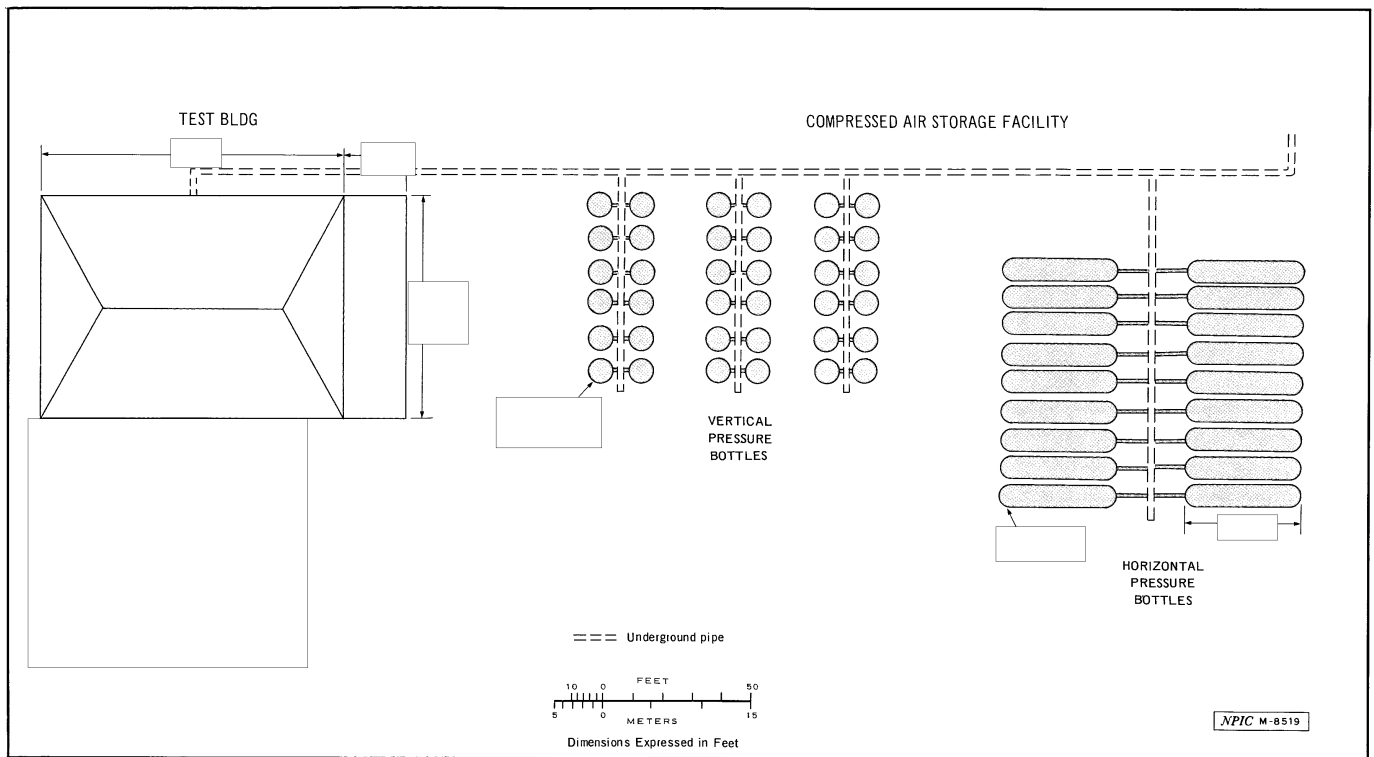 TEST BLDG
COMPRESSED AIR STORAGE FACILITY
VERTICAL
PRESSURE
BOTTLES
HORIZONTAL
PRESSURE
BOTTLES
=== Underground pipe
10 0 FEET 50
5 0 METERS 15
Dimensions Expressed in Feet
NPIC M-8519